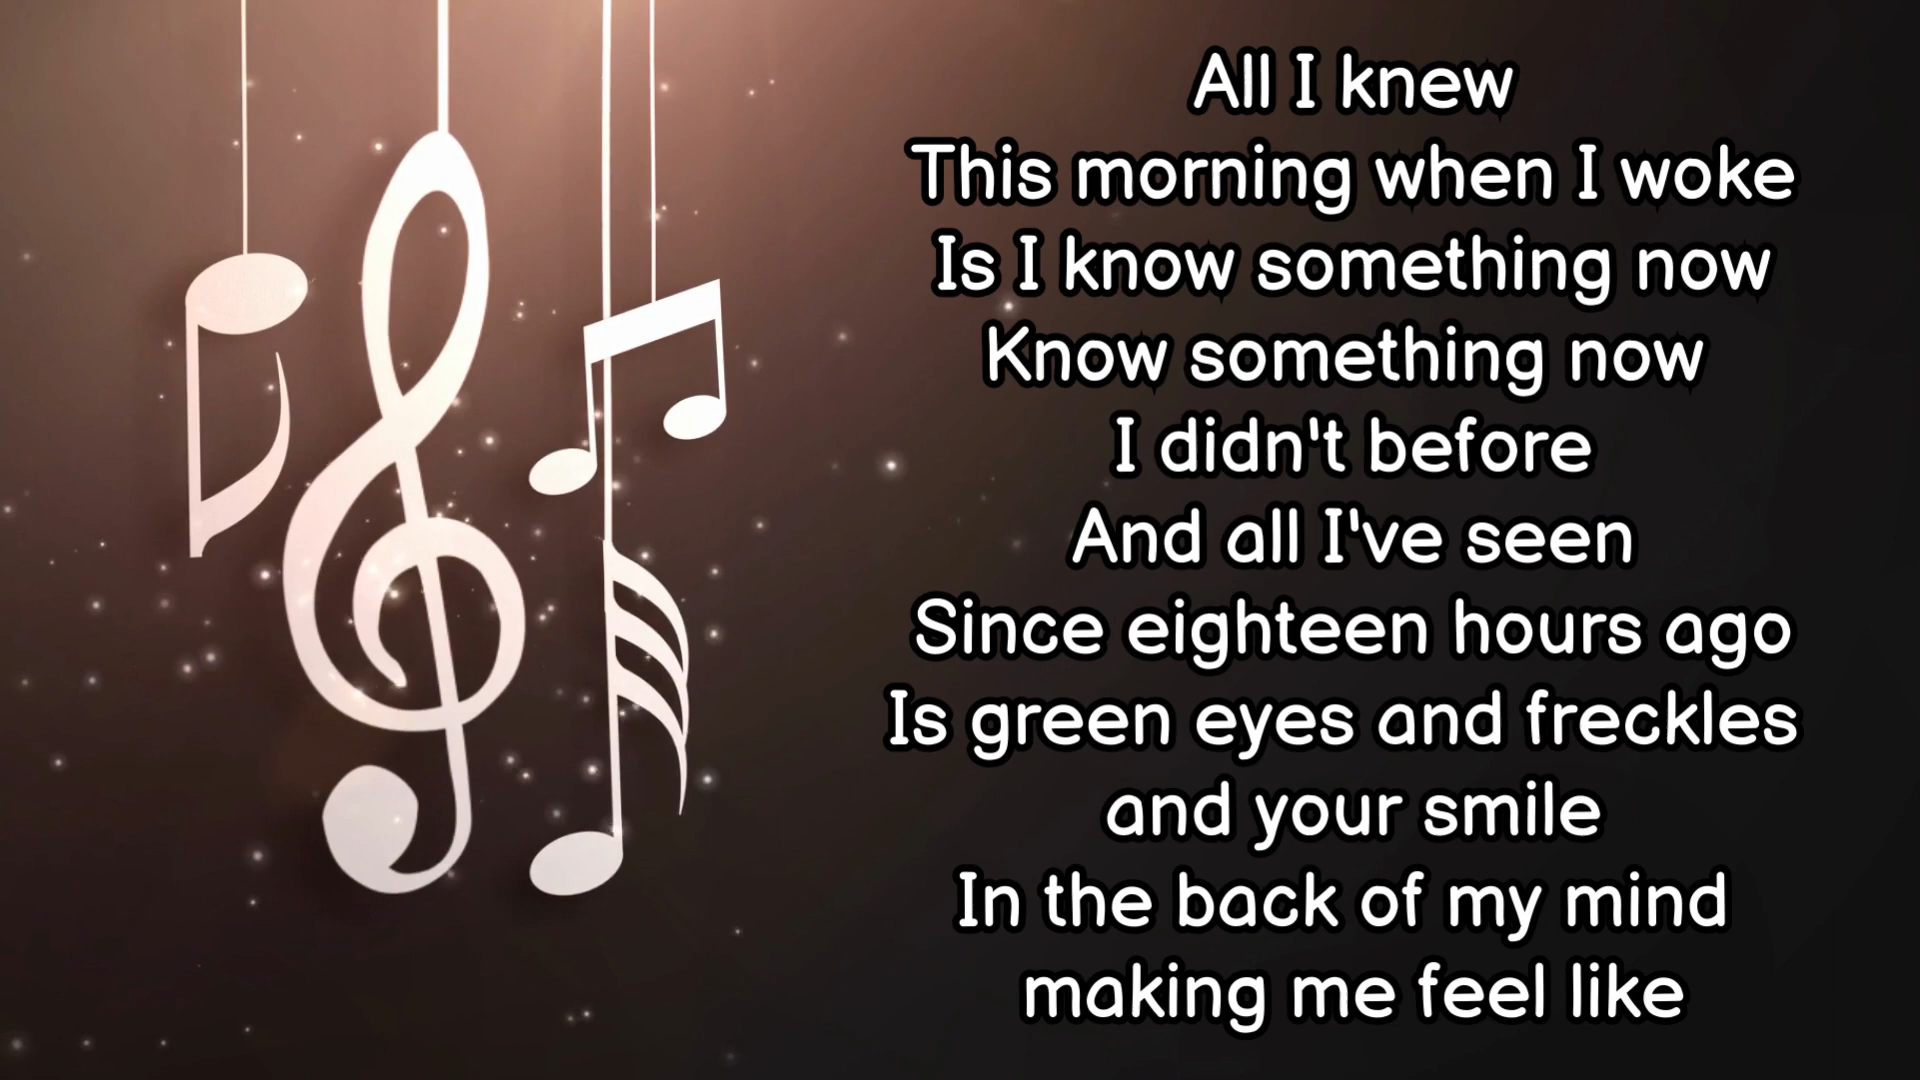 All I knew
This morning when I woke
Is I know something now
Know something now
I didn't before
And all I've seen
Since eighteen hours ago
Is green eyes and freckles
and your smile
In the back of my mind
making me feel like